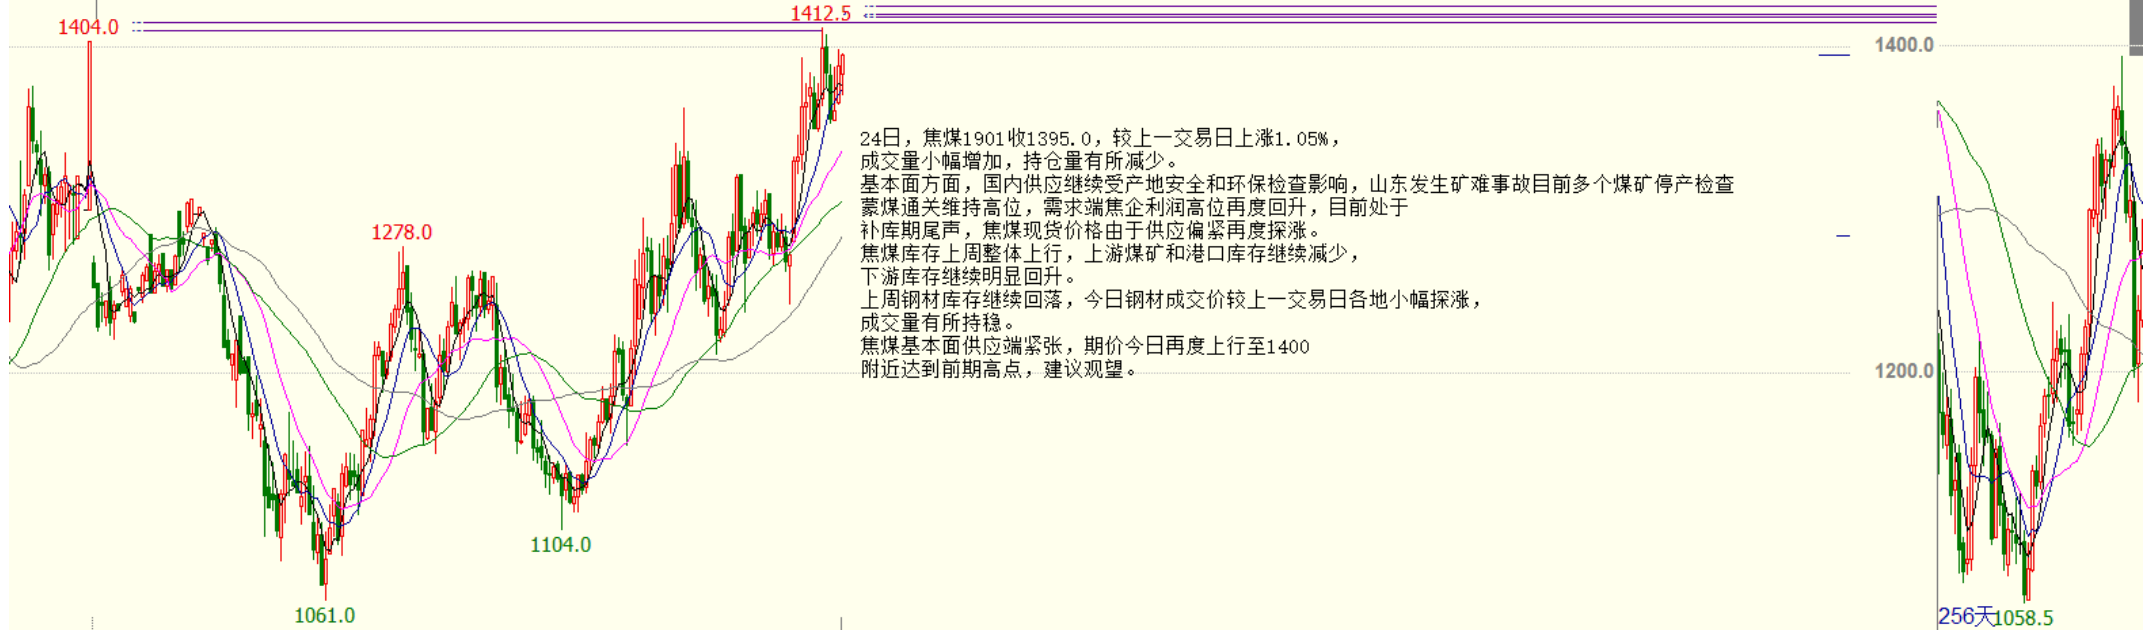 1404.0
1412.5
1400.0
24日，焦煤1901收1395.0，较上一交易日上涨1.05%，
成交量小幅增加，持仓量有所减少。
基本面方面，国内供应继续受产地安全和环保检查影响，山东发生矿难事故目前多个煤矿停产检查
蒙煤通关维持高位，需求端焦企利润高位再度回升，目前处于
补库期尾声，焦煤现货价格由于供应偏紧再度探涨。
1278.0
焦煤库存上周整体上行，上游煤矿和港口库存继续减少，
下游库存继续明显回升。
上周钢材库存继续回落，今日钢材成交价较上一交易日各地小幅探涨，
成交量有所持稳。
焦煤基本面供应端紧张，期价今日再度上行至1400
附近达到前期高点，建议观望。
1200.0
1104.0
1061.0
256天
1058.5